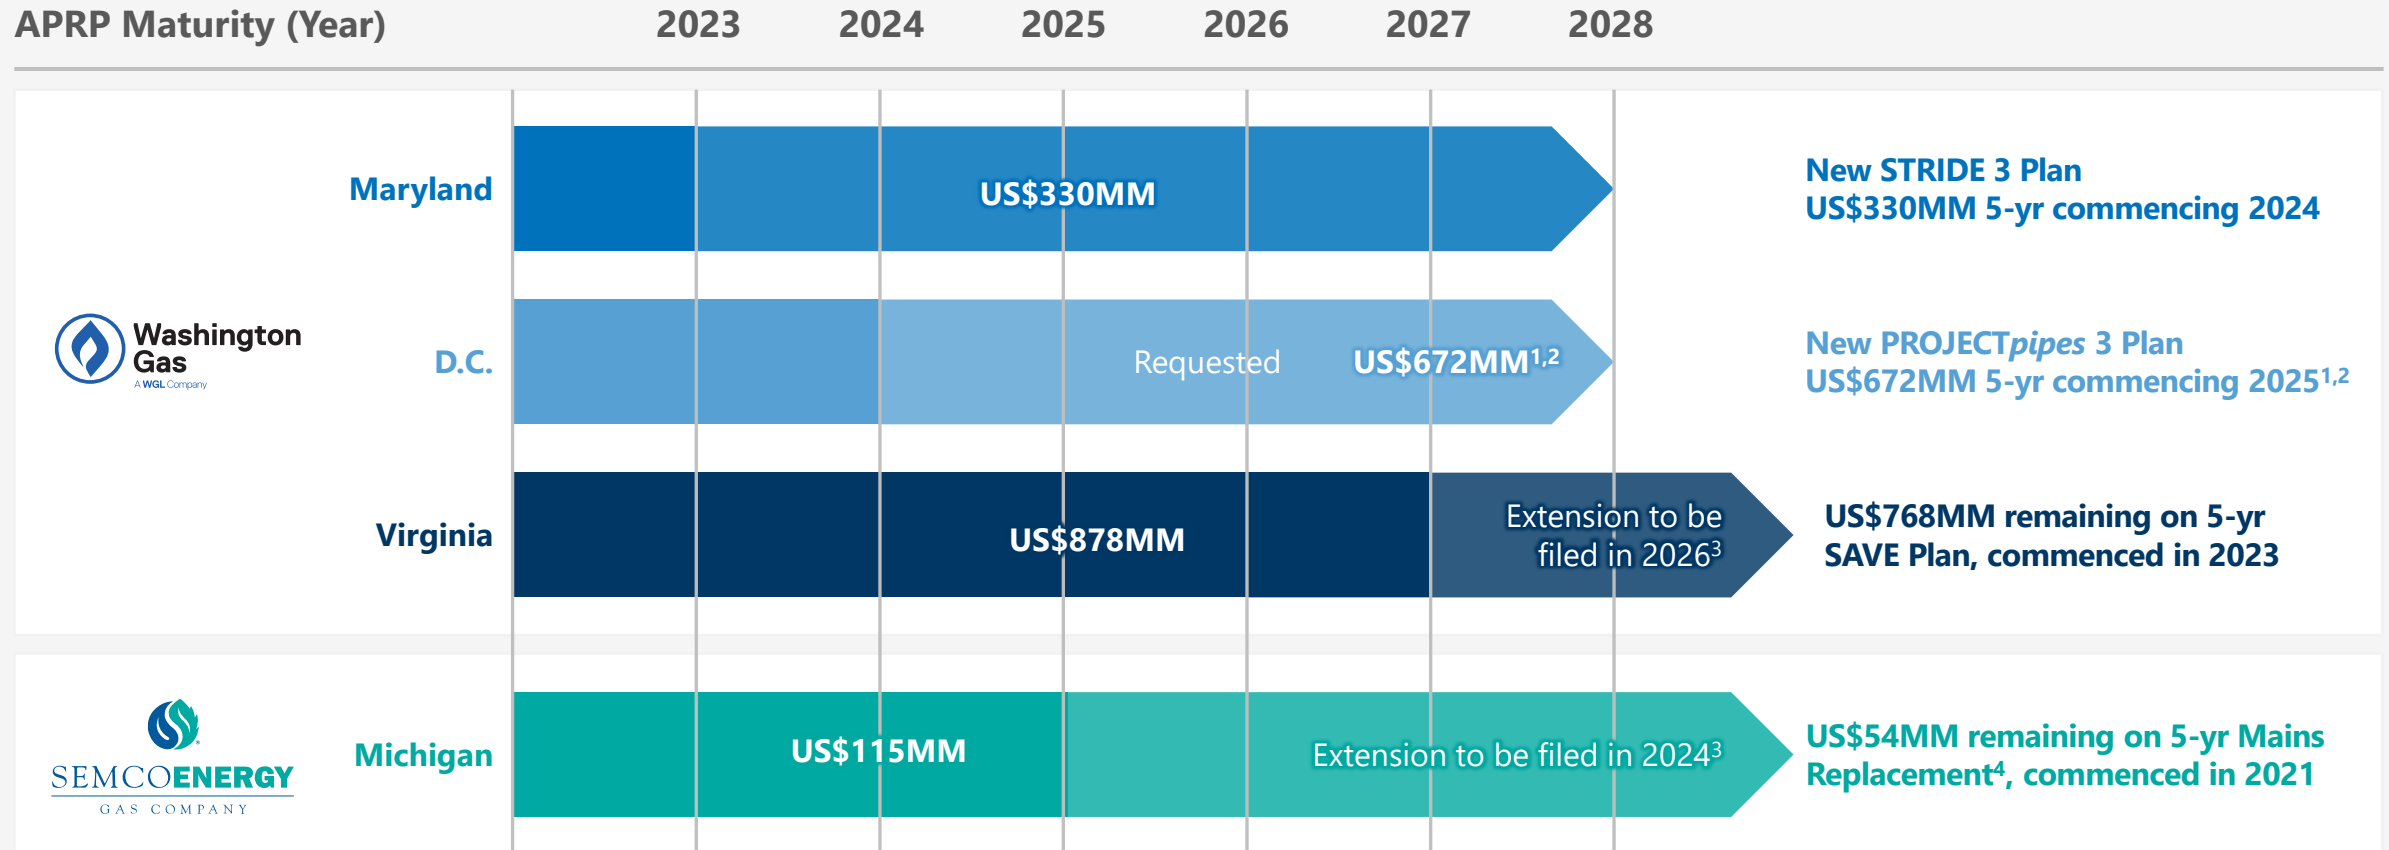 APRP Maturity (Year) 2023 2024 2025 2026 2027 2028
Maryland
US$330MM
New STRIDE 3 Plan
US$330MM 5-yr commencing 2024
Washington
Gas
A WGL Company
D.C.
Requested US$672MM1,2
New PROJECTpipes 3 Plan
US$672MM 5-yr commencing 20251,2
Virginia
US$878MM
Extension to be
filed in 20263
US$768MM remaining on 5-yr
SAVE Plan, commenced in 2023
SEMCOENERGY
GAS COMPANY
Michigan
US$115MM
Extension to be filed in 20243
US$54MM remaining on 5-yr Mains
Replacement4, commenced in 2021